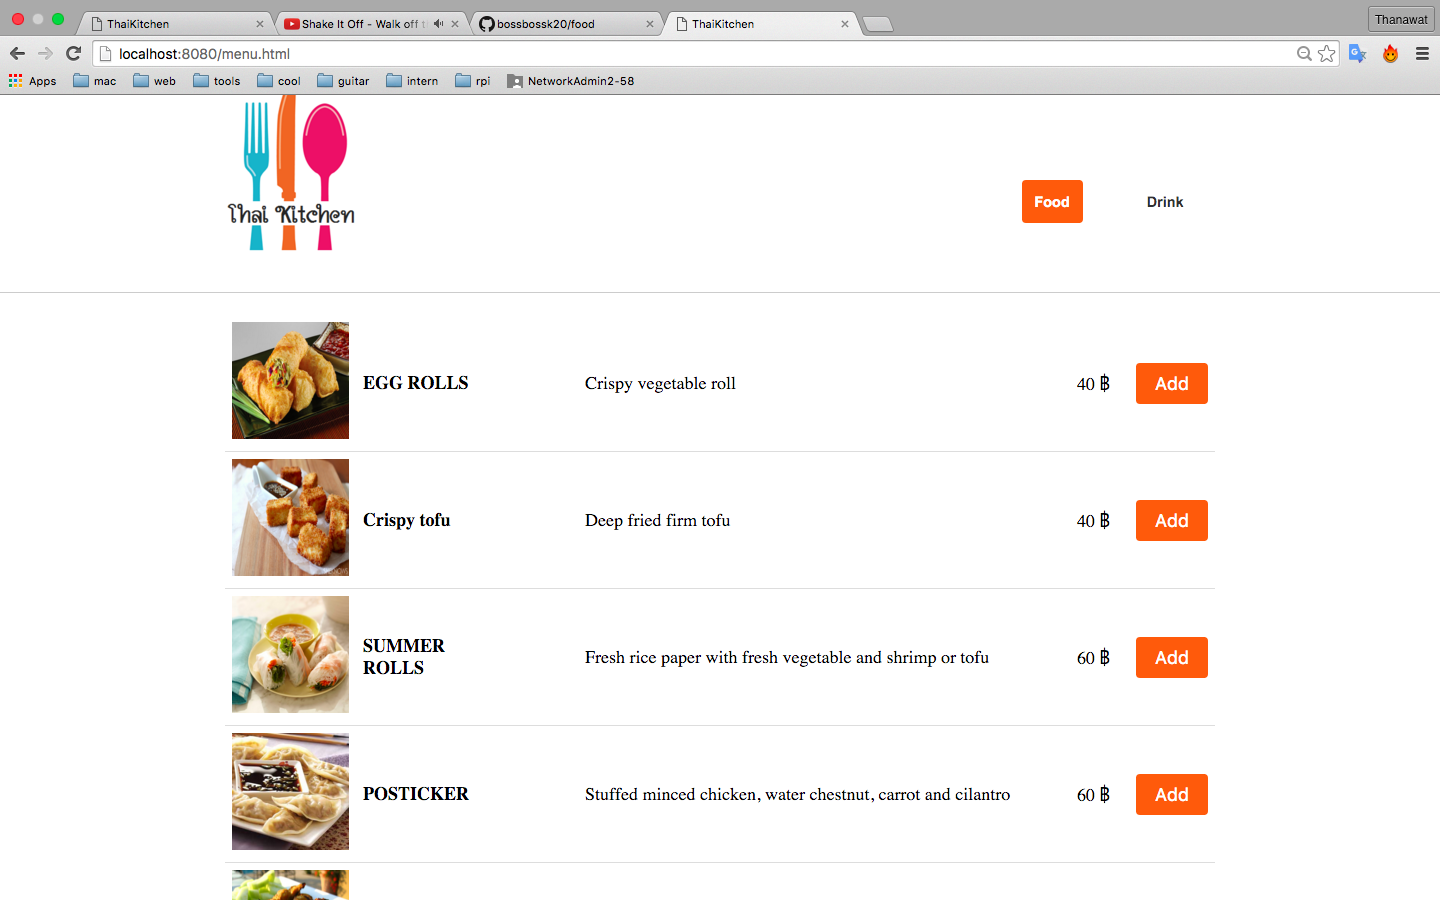 ThaiKitchen
Shake It Off - Walk off t
bossbossk20/food
ThaiKitchen
Thanawat
localhost:8080/menu.html
Apps
mac
web
tools
cool
guitar
intern
rpi
NetworkAdmin2-58
Thai Kitchen
Food
Drink
EGG ROLLS
Crispy vegetable roll
40 ฿
Add
Crispy tofu
Deep fried firm tofu
40 ฿
Add
SUMMER
ROLLS
Fresh rice paper with fresh vegetable and shrimp or tofu
60 ฿
Add
POSTICKER
Stuffed minced chicken, water chestnut, carrot and cilantro
60 ฿
Add